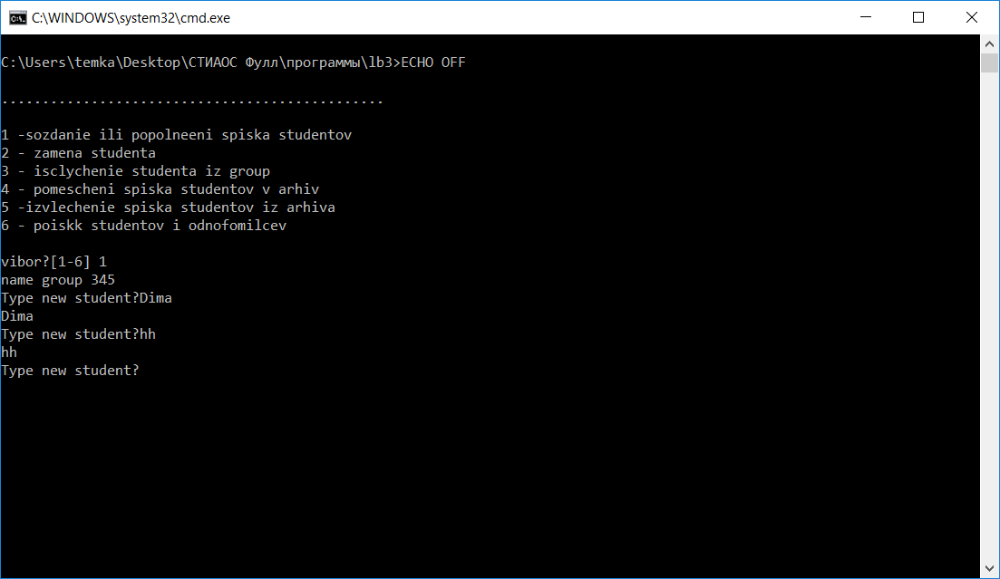 C:\WINDOWS\system32\cmd.exe
C:\Users\temka\Desktop\СТИАОС Фулл\программы\lb3>ECHO OFF
...............................................
1 -sozdanie ili popolneeni spiska studentov
2 - zamena studenta
3 - isclychenie studenta iz group
4 - pomescheni spiska studentov v arhiv
5 -izvlechenie spiska studentov iz arhiva
6 - poiskk studentov i odnofomilcev
vibor?[1-6] 1
name group 345
Type new student?Dima
Dima
Type new student?hh
hh
Type new student?